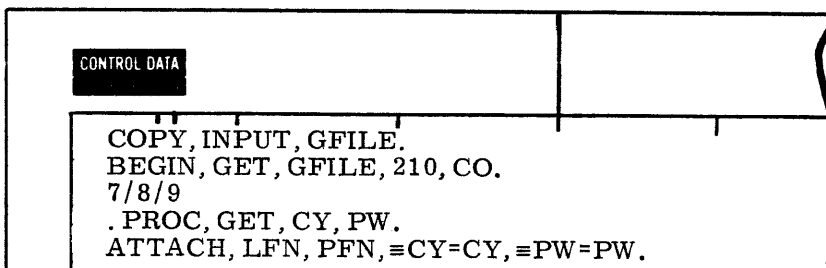 CONTROL DATA
COPY, INPUT, GFILE.
BEGIN, GET, GFILE, 210, CO.
7/8/9
. PROC, GET, CY, PW.
ATTACH, LFN, PFN, ≡CY=CY, ≡PW=PW.